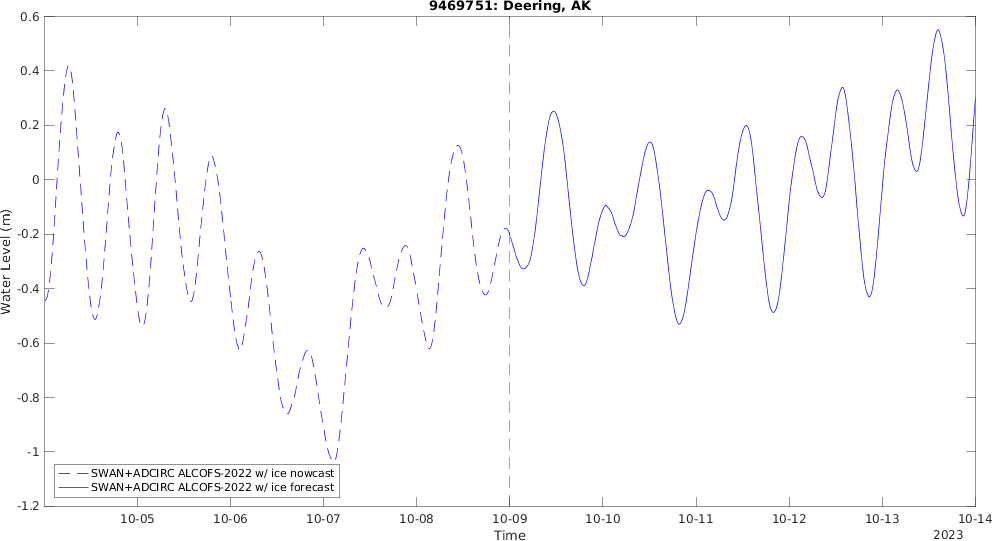 9469751: Deering, AK
0.6
0.4
0.2
0
-0.2
-0.4
-0.6
-0.8
-1
-1.2
Water Level (m)
SWAN+ADCIRC ALCOFS-2022 w/ ice nowcast
SWAN+ADCIRC ALCOFS-2022 w/ ice forecast
10-05 10-06 10-07 10-08 10-09 10-10 10-11 10-12 10-13 10-14
Time
2023